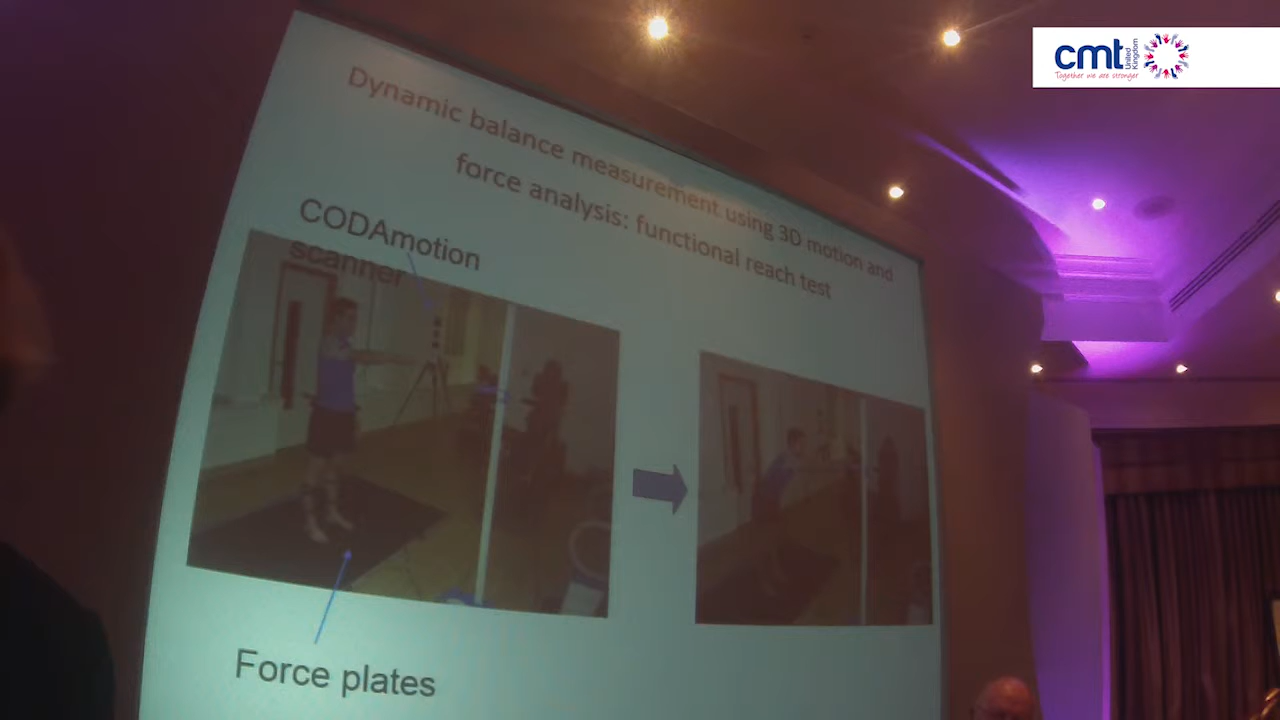 cmt
United
Kingdom
Together we are stronger
Dynamic balance measurement using 3D motion and
force analysis: functional reach test
CODAmotion
scanner
Force plates